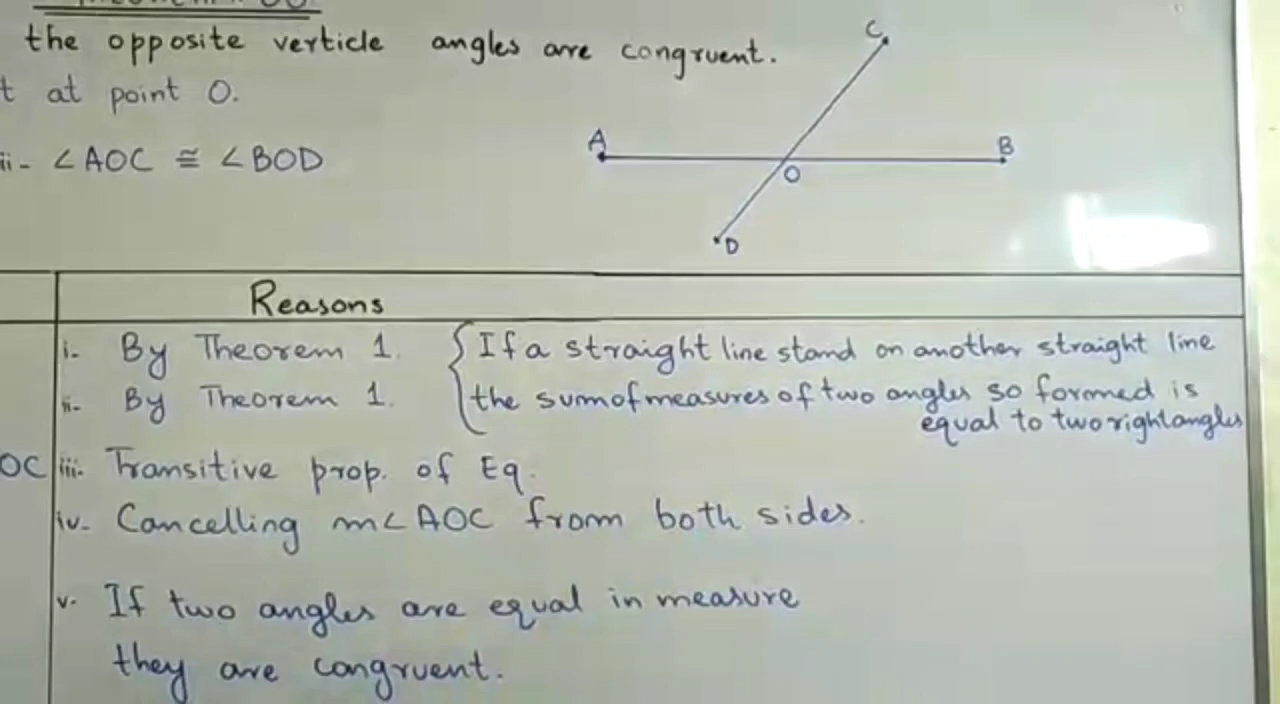 the opposite verticle angles are congruent.
t at point O.
ii- ∠AOC ≅ ∠BOD
C
A
B
O
D
Reasons
i- By Theorem 1. { If a straight line stand on another straight line
ii- By Theorem 1. the sum of measures of two angles so formed is
equal to two right angles
OC iii- Transitive prop. of Eq.
iv- Cancelling m∠AOC from both sides.
v- If two angles are equal in measure
they are congruent.